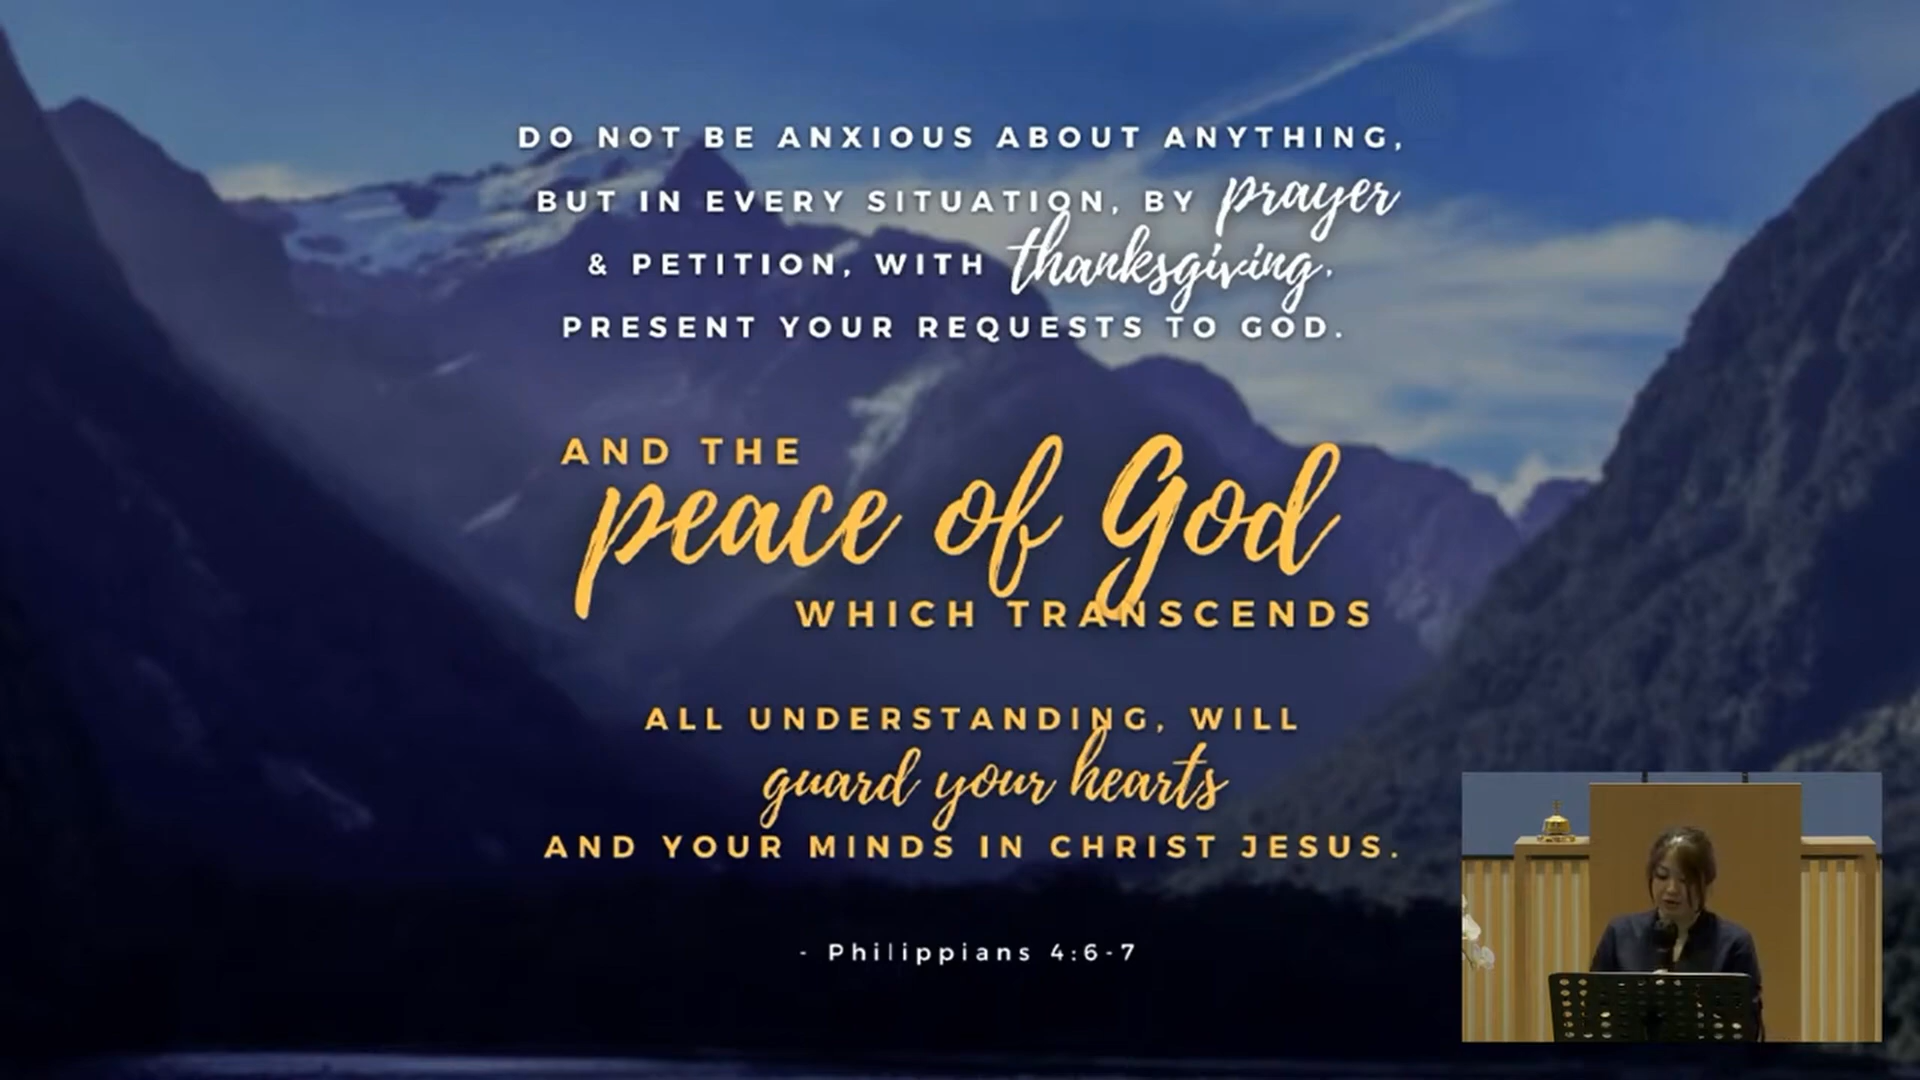 DO NOT BE ANXIOUS ABOUT ANYTHING,
BUT IN EVERY SITUATION, BY prayer
& PETITION, WITH thanksgiving,
PRESENT YOUR REQUESTS TO GOD.
AND THE
peace of God
WHICH TRANSCENDS
ALL UNDERSTANDING, WILL
guard your hearts
AND YOUR MINDS IN CHRIST JESUS.
- Philippians 4:6-7